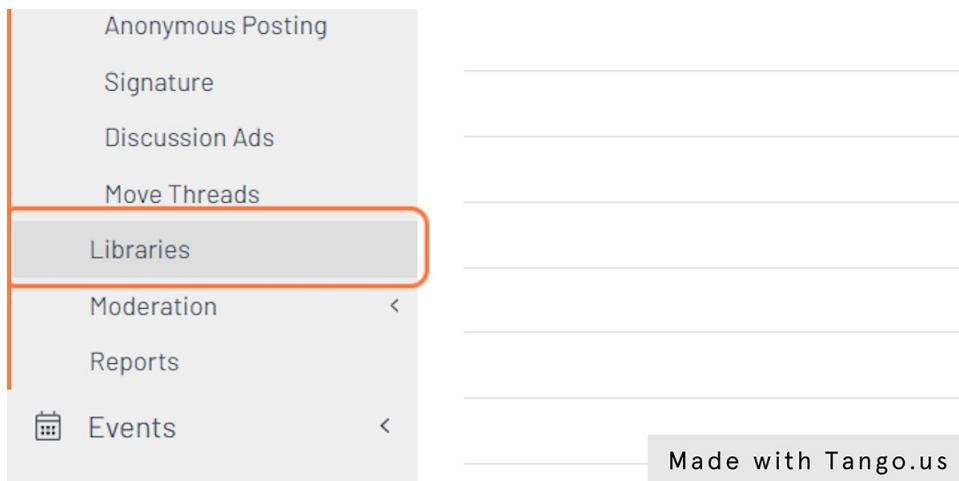 Anonymous Posting
Signature
Discussion Ads
Move Threads
Libraries
Moderation
Reports
Events
Made with Tango.us